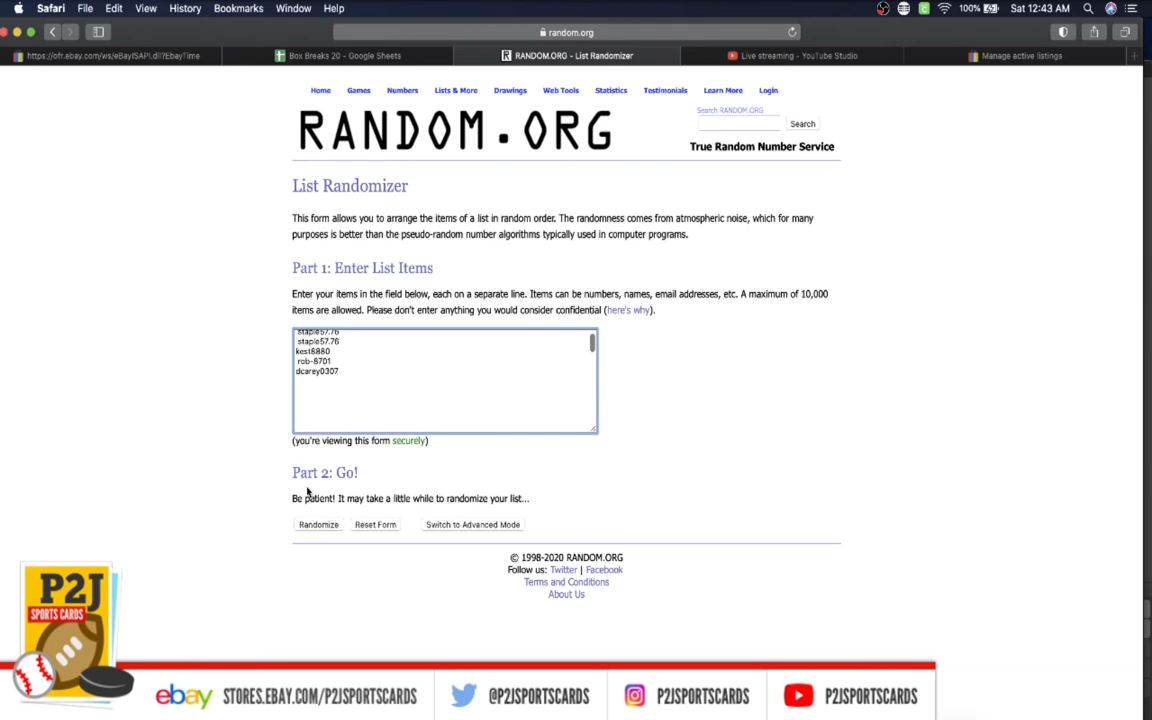 Safari File Edit View History Bookmarks Window Help 100% Sat 12:43 AM
random.org
https://ofr.ebay.com/ws/eBayISAPI.dll?EbayTime Box Breaks 20 - Google Sheets RANDOM.ORG - List Randomizer Live streaming - YouTube Studio Manage active listings
Home Games Numbers Lists & More Drawings Web Tools Statistics Testimonials Learn More Login
RANDOM.ORG
Search RANDOM.ORG
Search
True Random Number Service
List Randomizer
This form allows you to arrange the items of a list in random order. The randomness comes from atmospheric noise, which for many
purposes is better than the pseudo-random number algorithms typically used in computer programs.
Part 1: Enter List Items
Enter your items in the field below, each on a separate line. Items can be numbers, names, email addresses, etc. A maximum of 10,000
items are allowed. Please don't enter anything you would consider confidential (here's why).
staple57.76
staple57.76
kest8880
rob-8701
dcarey0307
(you're viewing this form securely)
Part 2: Go!
Be patient! It may take a little while to randomize your list...
Randomize Reset Form Switch to Advanced Mode
© 1998-2020 RANDOM.ORG
Follow us: Twitter | Facebook
Terms and Conditions
About Us
P2J
SPORTS CARDS
ebay STORES.EBAY.COM/P2JSPORTSCARDS @P2JSPORTSCARDS P2JSPORTSCARDS P2JSPORTSCARDS